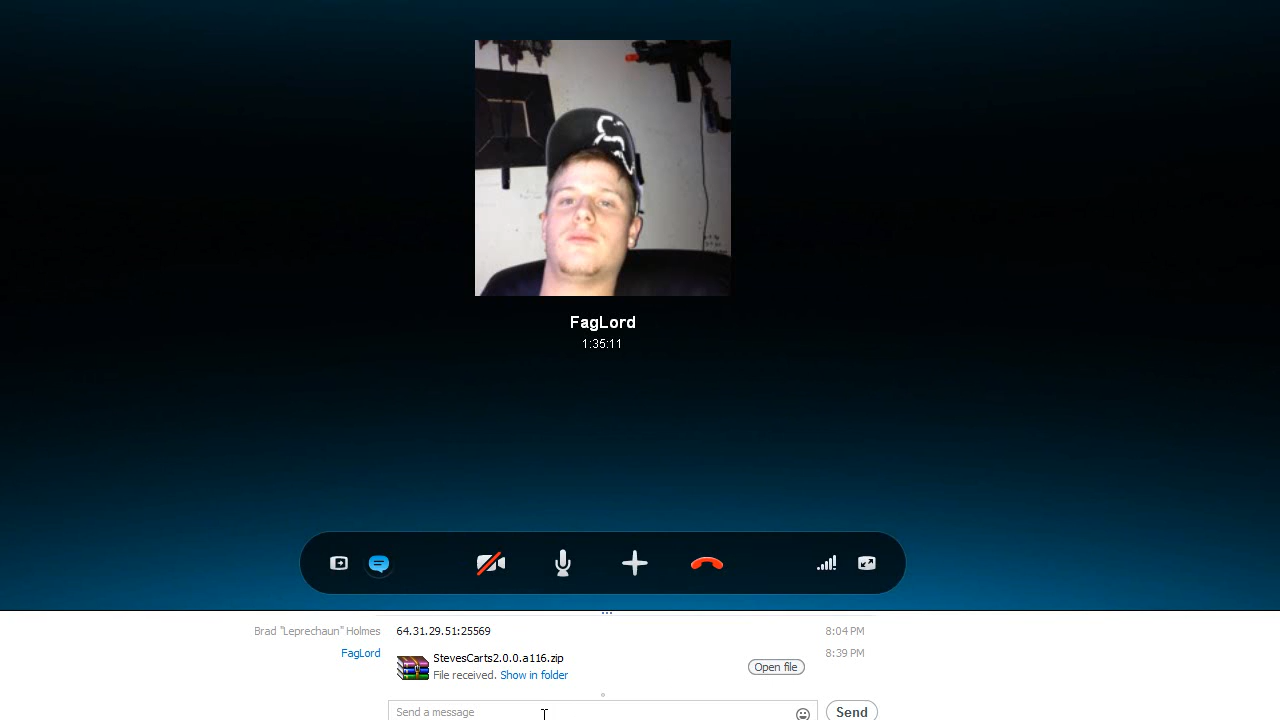 FagLord
1:35:11
Brad "Leprechaun" Holmes 64.31.29.51:25569 8:04 PM
FagLord StevesCarts2.0.0.a116.zip 8:39 PM
File received. Show in folder Open file
Send a message Send